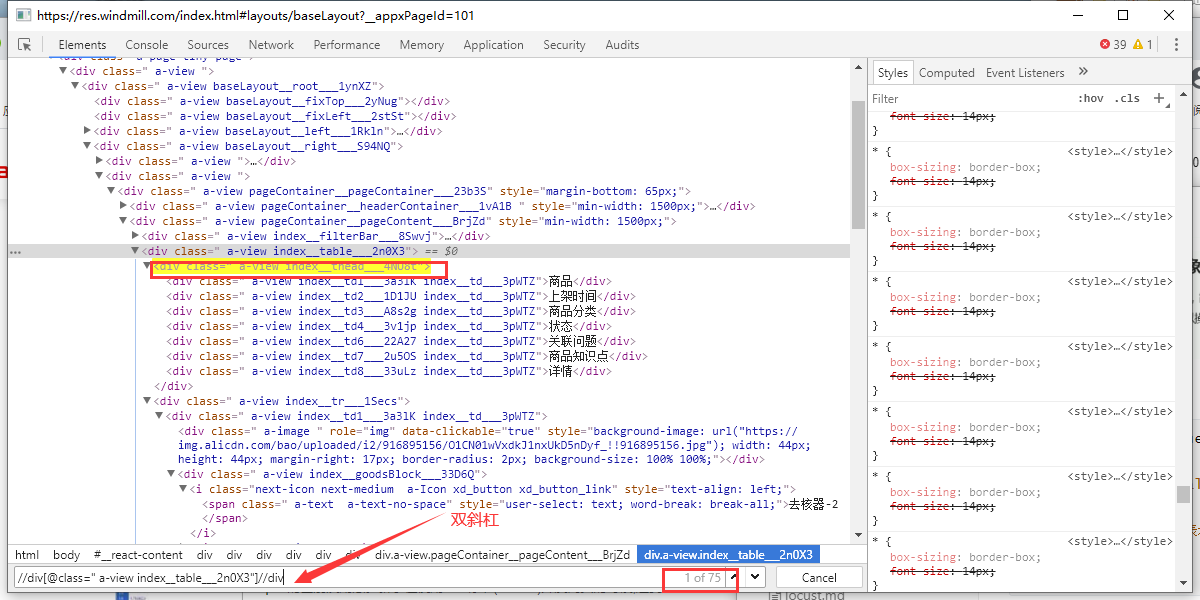 https://res.windmill.com/index.html#layouts/baseLayout?__appxPageId=101
Elements Console Sources Network Performance Memory Application Security Audits 39 1
<div class=" a-view ">
<div class=" a-view baseLayout__root___1ynXZ">
<div class=" a-view baseLayout__fixTop___2yNug"></div>
<div class=" a-view baseLayout__fixLeft___2stSt"></div>
<div class=" a-view baseLayout__left___1Rkln">…</div>
<div class=" a-view baseLayout__right___S94NQ">
<div class=" a-view ">…</div>
<div class=" a-view ">
<div class=" a-view pageContainer__pageContainer___23b3S" style="margin-bottom: 65px;">
<div class=" a-view pageContainer__headerContainer___1vA1B " style="min-width: 1500px;">…</div>
<div class=" a-view pageContainer__pageContent___BrjZd" style="min-width: 1500px;">
<div class=" a-view index__filterBar___8Swvj">…</div>
<div class=" a-view index__table___2n0X3"> == $0
<div class=" a-view index__thead___4NU8t">
<div class=" a-view index__td1___3a3lK index__td___3pWTZ">商品</div>
<div class=" a-view index__td2___1D1JU index__td___3pWTZ">上架时间</div>
<div class=" a-view index__td3___A8s2g index__td___3pWTZ">商品分类</div>
<div class=" a-view index__td4___3v1jp index__td___3pWTZ">状态</div>
<div class=" a-view index__td6___22A27 index__td___3pWTZ">关联问题</div>
<div class=" a-view index__td7___2u5OS index__td___3pWTZ">商品知识点</div>
<div class=" a-view index__td8___33uLz index__td___3pWTZ">详情</div>
</div>
<div class=" a-view index__tr___1Secs">
<div class=" a-view index__td1___3a3lK index__td___3pWTZ">
<div class=" a-image " role="img" data-clickable="true" style="background-image: url("https://
img.alicdn.com/bao/uploaded/i2/916895156/O1CN01wVxdkJ1nxUkD5nDyf_!!916895156.jpg"); width: 44px;
height: 44px; margin-right: 17px; border-radius: 2px; background-size: 100% 100%;"></div>
<div class=" a-view index__goodsBlock___33D6Q">
<i class="next-icon next-medium  a-Icon xd_button xd_button_link" style="text-align: left;">
<span class=" a-text  a-text-no-space" style="user-select: text; word-break: break-all;">去核器-2
</span>
</i>
双斜杠
html body #__react-content div div div div div div div.a-view.pageContainer__pageContent___BrjZd div.a-view.index__table___2n0X3
//div[@class=" a-view index__table___2n0X3"]//div 1 of 75 Cancel
Styles Computed Event Listeners »
Filter :hov .cls +
font-size: 14px;
}
* { <style>…</style>
box-sizing: border-box;
font-size: 14px;
}
* { <style>…</style>
box-sizing: border-box;
font-size: 14px;
}
* { <style>…</style>
box-sizing: border-box;
font-size: 14px;
}
* { <style>…</style>
box-sizing: border-box;
font-size: 14px;
}
* { <style>…</style>
box-sizing: border-box;
font-size: 14px;
}
* { <style>…</style>
box-sizing: border-box;
font-size: 14px;
}
* { <style>…</style>
box-sizing: border-box;
font-size: 14px;
}
locust.md